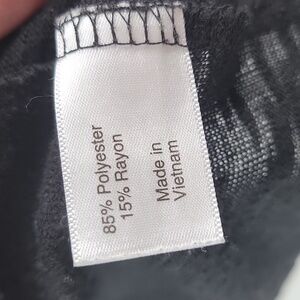 85% Polyester
15% Rayon
Made in
Vietnam